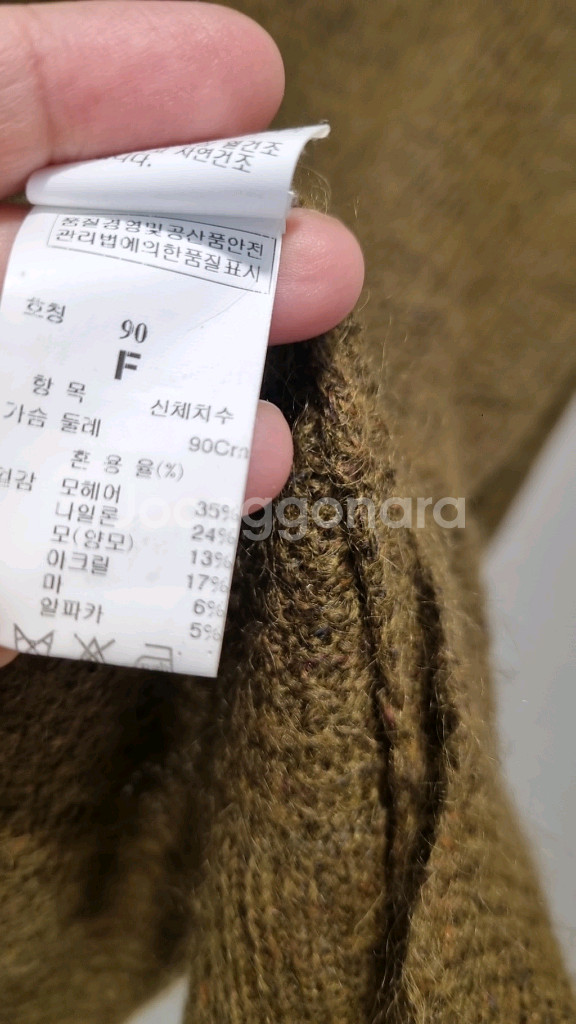 자연건조
품질경영및공산품안전
관리법에의한품질표시
호칭
90
F
항 목 신체치수
가슴 둘레 90Cm
혼 용 율(%)
모헤어 35%
나일론 24%
모(양모) 13%
아크릴 17%
마 6%
알파카 5%
Joonggonara